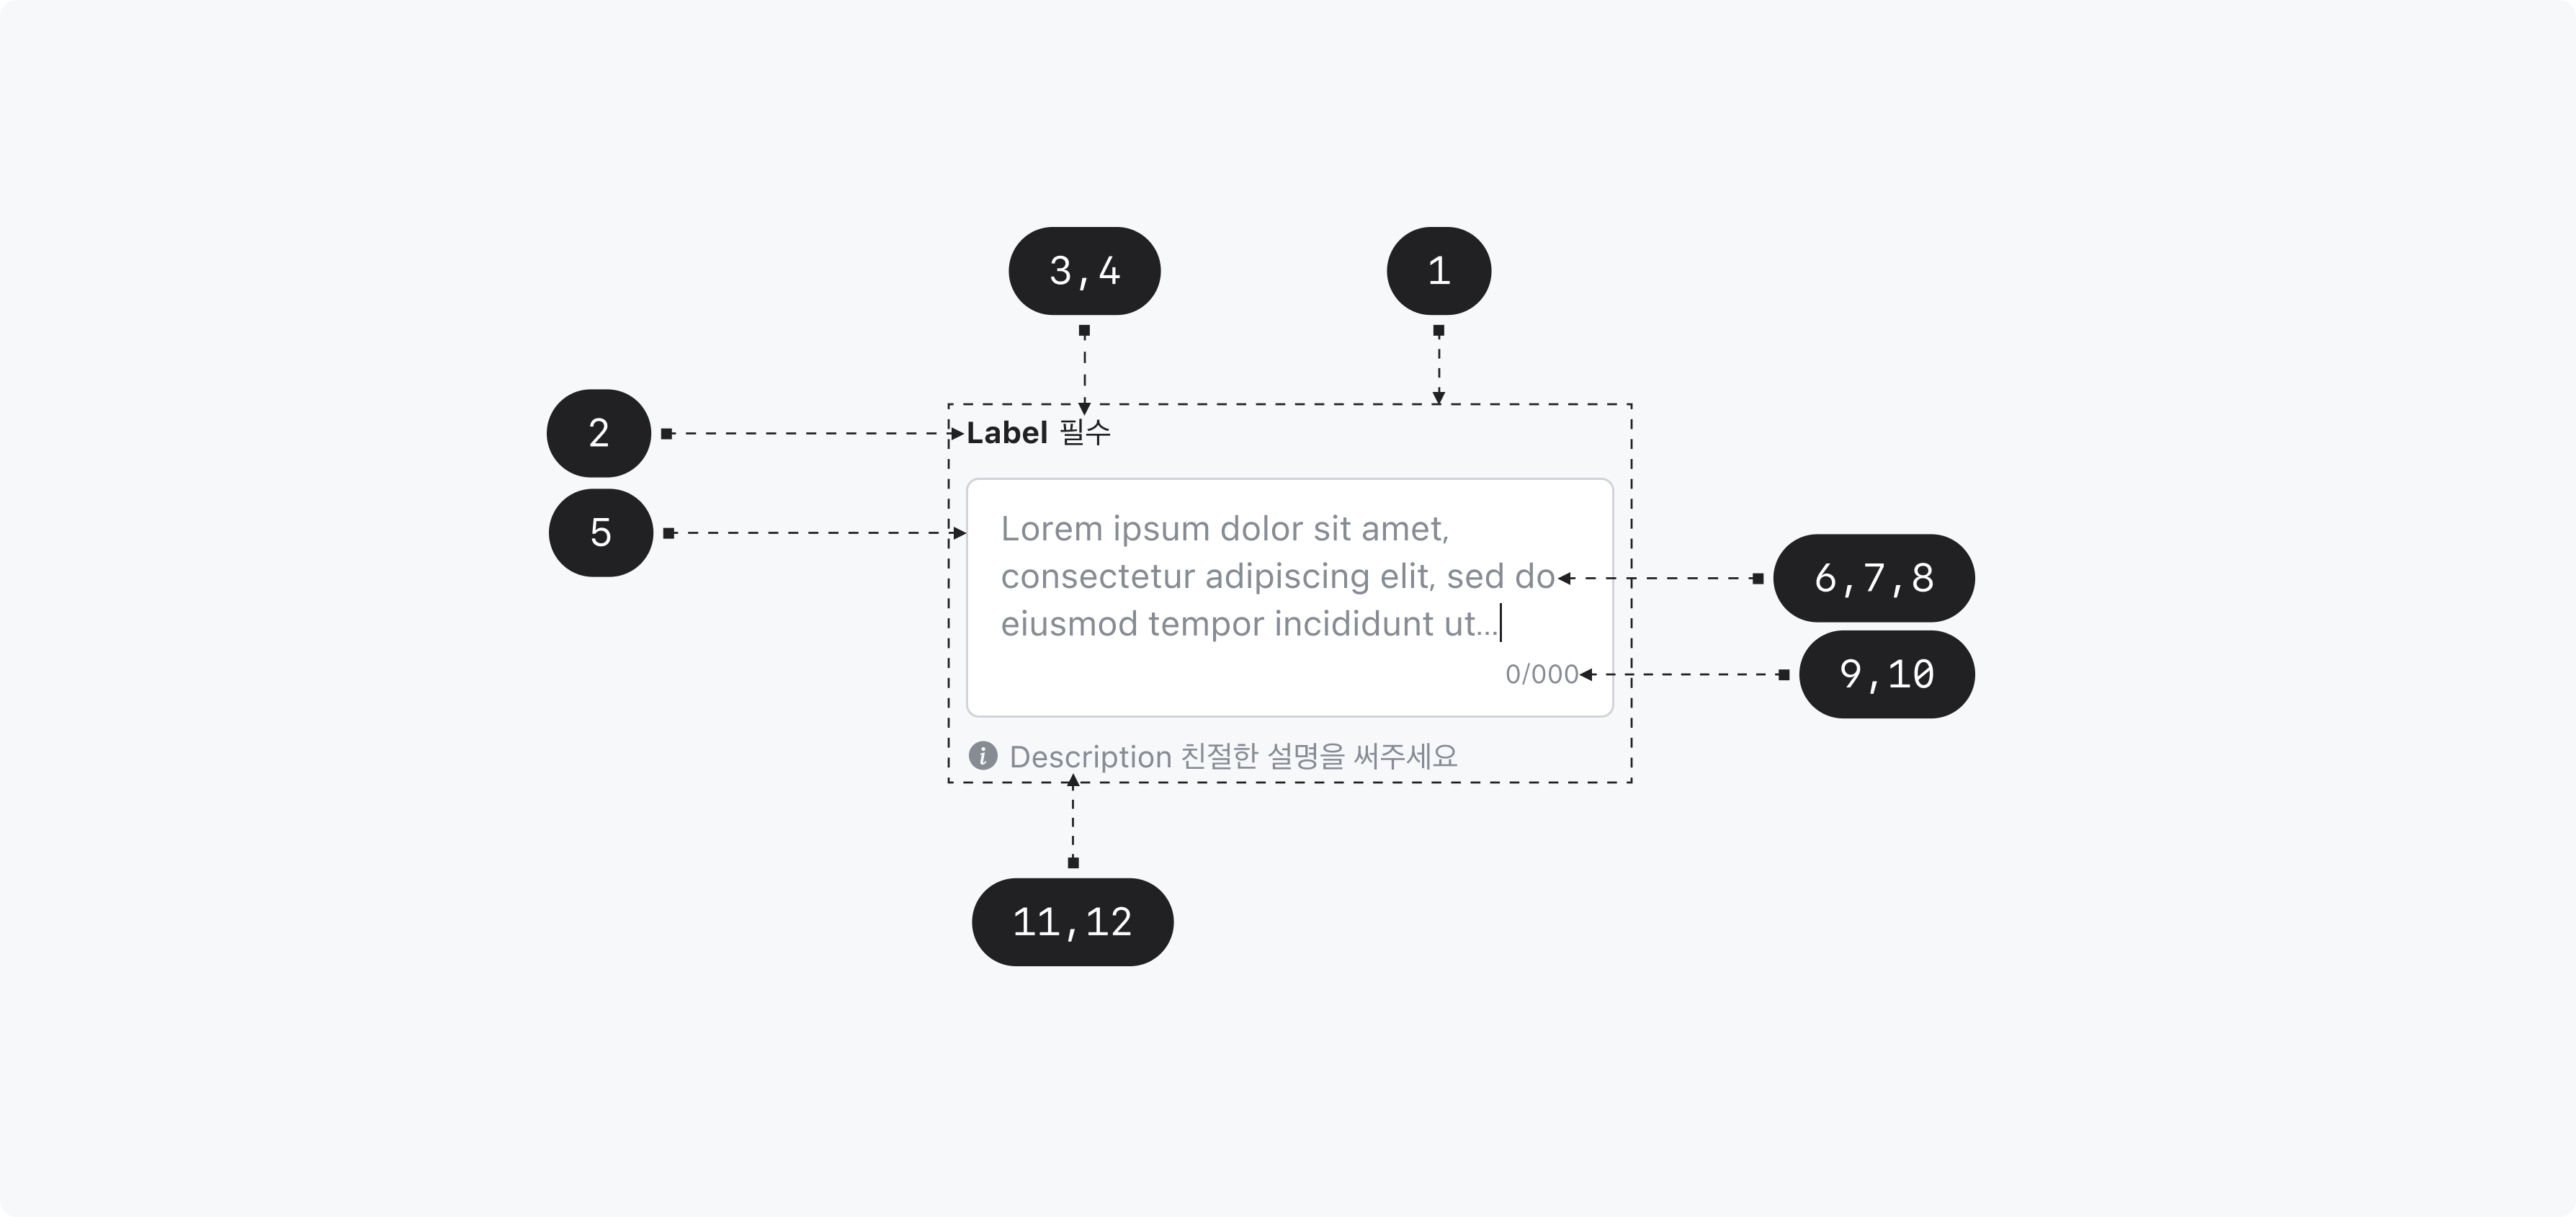 3,4
1
2
Label 필수
5
Lorem ipsum dolor sit amet,
consectetur adipiscing elit, sed do
eiusmod tempor incididunt ut...
6,7,8
0/000
9,10
i Description 친절한 설명을 써주세요
11,12